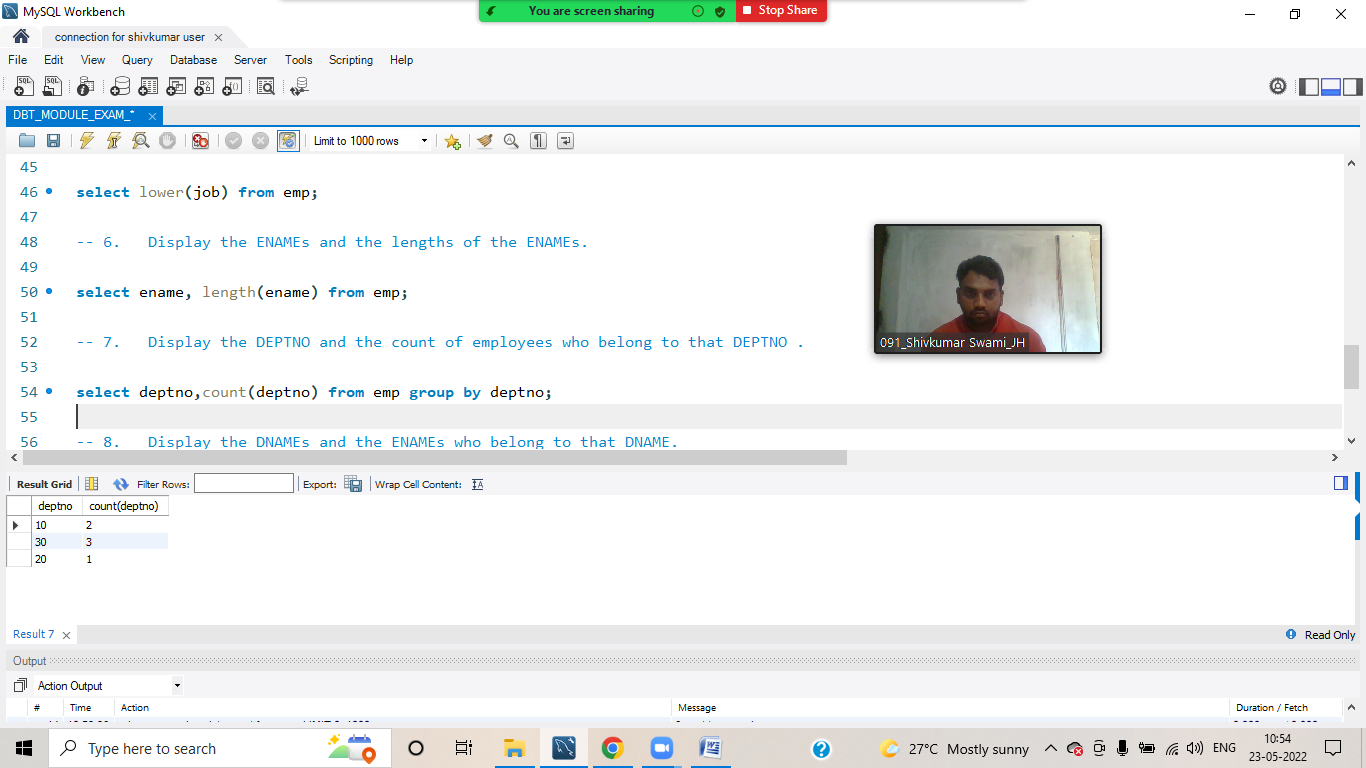 MySQL Workbench
You are screen sharing
Stop Share
connection for shivkumar user
File Edit View Query Database Server Tools Scripting Help
DBT_MODULE_EXAM_*
Limit to 1000 rows
45
46 select lower(job) from emp;
47
48 -- 6. Display the ENAMEs and the lengths of the ENAMEs.
49
50 select ename, length(ename) from emp;
51
52 -- 7. Display the DEPTNO and the count of employees who belong to that DEPTNO .
53
54 select deptno,count(deptno) from emp group by deptno;
55
56 -- 8. Display the DNAMEs and the ENAMEs who belong to that DNAME.
091_Shivkumar Swami_JH
Result Grid Filter Rows: Export: Wrap Cell Content:
deptno count(deptno)
10 2
30 3
20 1
Result 7
Read Only
Output
Action Output
# Time Action Message Duration / Fetch
Type here to search
27°C Mostly sunny
ENG
10:54
23-05-2022